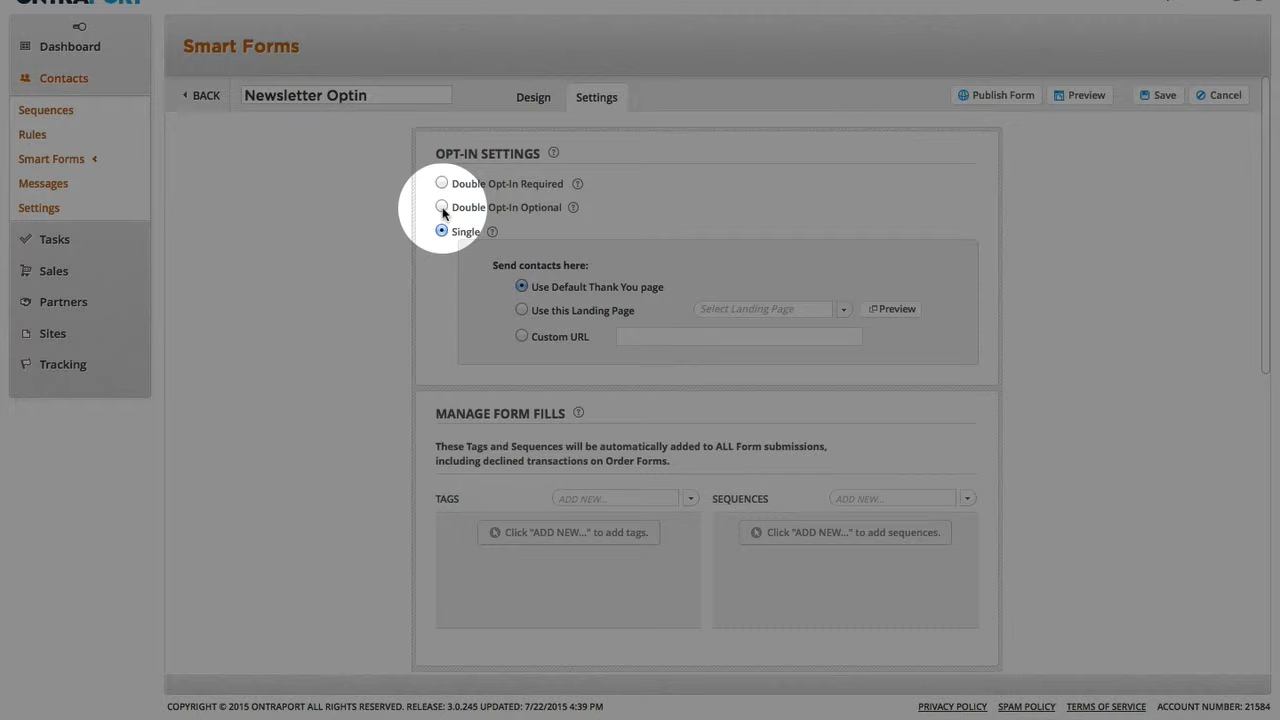 ONTRAPORT
Dashboard
Contacts
Sequences
Rules
Smart Forms
Messages
Settings
Tasks
Sales
Partners
Sites
Tracking
Smart Forms
BACK
Newsletter Optin
Design
Settings
Publish Form
Preview
Save
Cancel
OPT-IN SETTINGS
Double Opt-In Required
Double Opt-In Optional
Single
Send contacts here:
Use Default Thank You page
Use this Landing Page
Select Landing Page
Preview
Custom URL
MANAGE FORM FILLS
These Tags and Sequences will be automatically added to ALL Form submissions,
including declined transactions on Order Forms.
TAGS
ADD NEW...
SEQUENCES
ADD NEW...
Click "ADD NEW..." to add tags.
Click "ADD NEW..." to add sequences.
COPYRIGHT © 2015 ONTRAPORT ALL RIGHTS RESERVED. RELEASE: 3.0.245 UPDATED: 7/22/2015 4:39 PM
PRIVACY POLICY
SPAM POLICY
TERMS OF SERVICE
ACCOUNT NUMBER: 21584